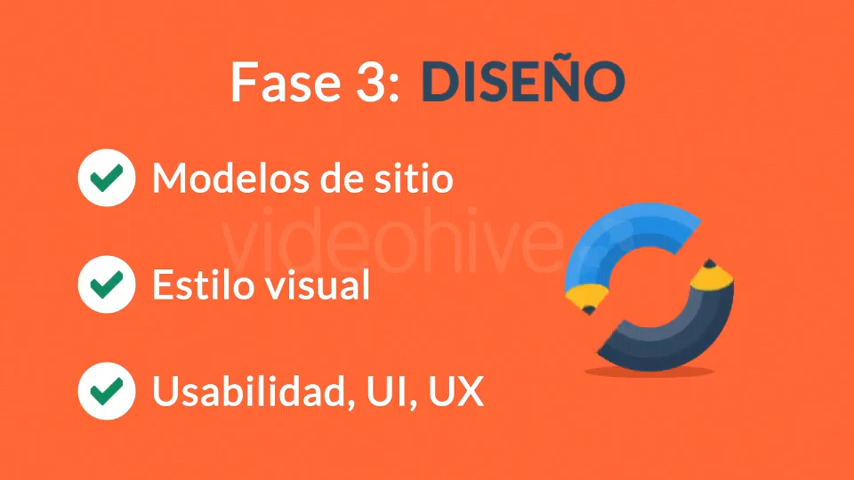 Fase 3: DISEÑO
Modelos de sitio
videohive
Estilo visual
Usabilidad, UI, UX